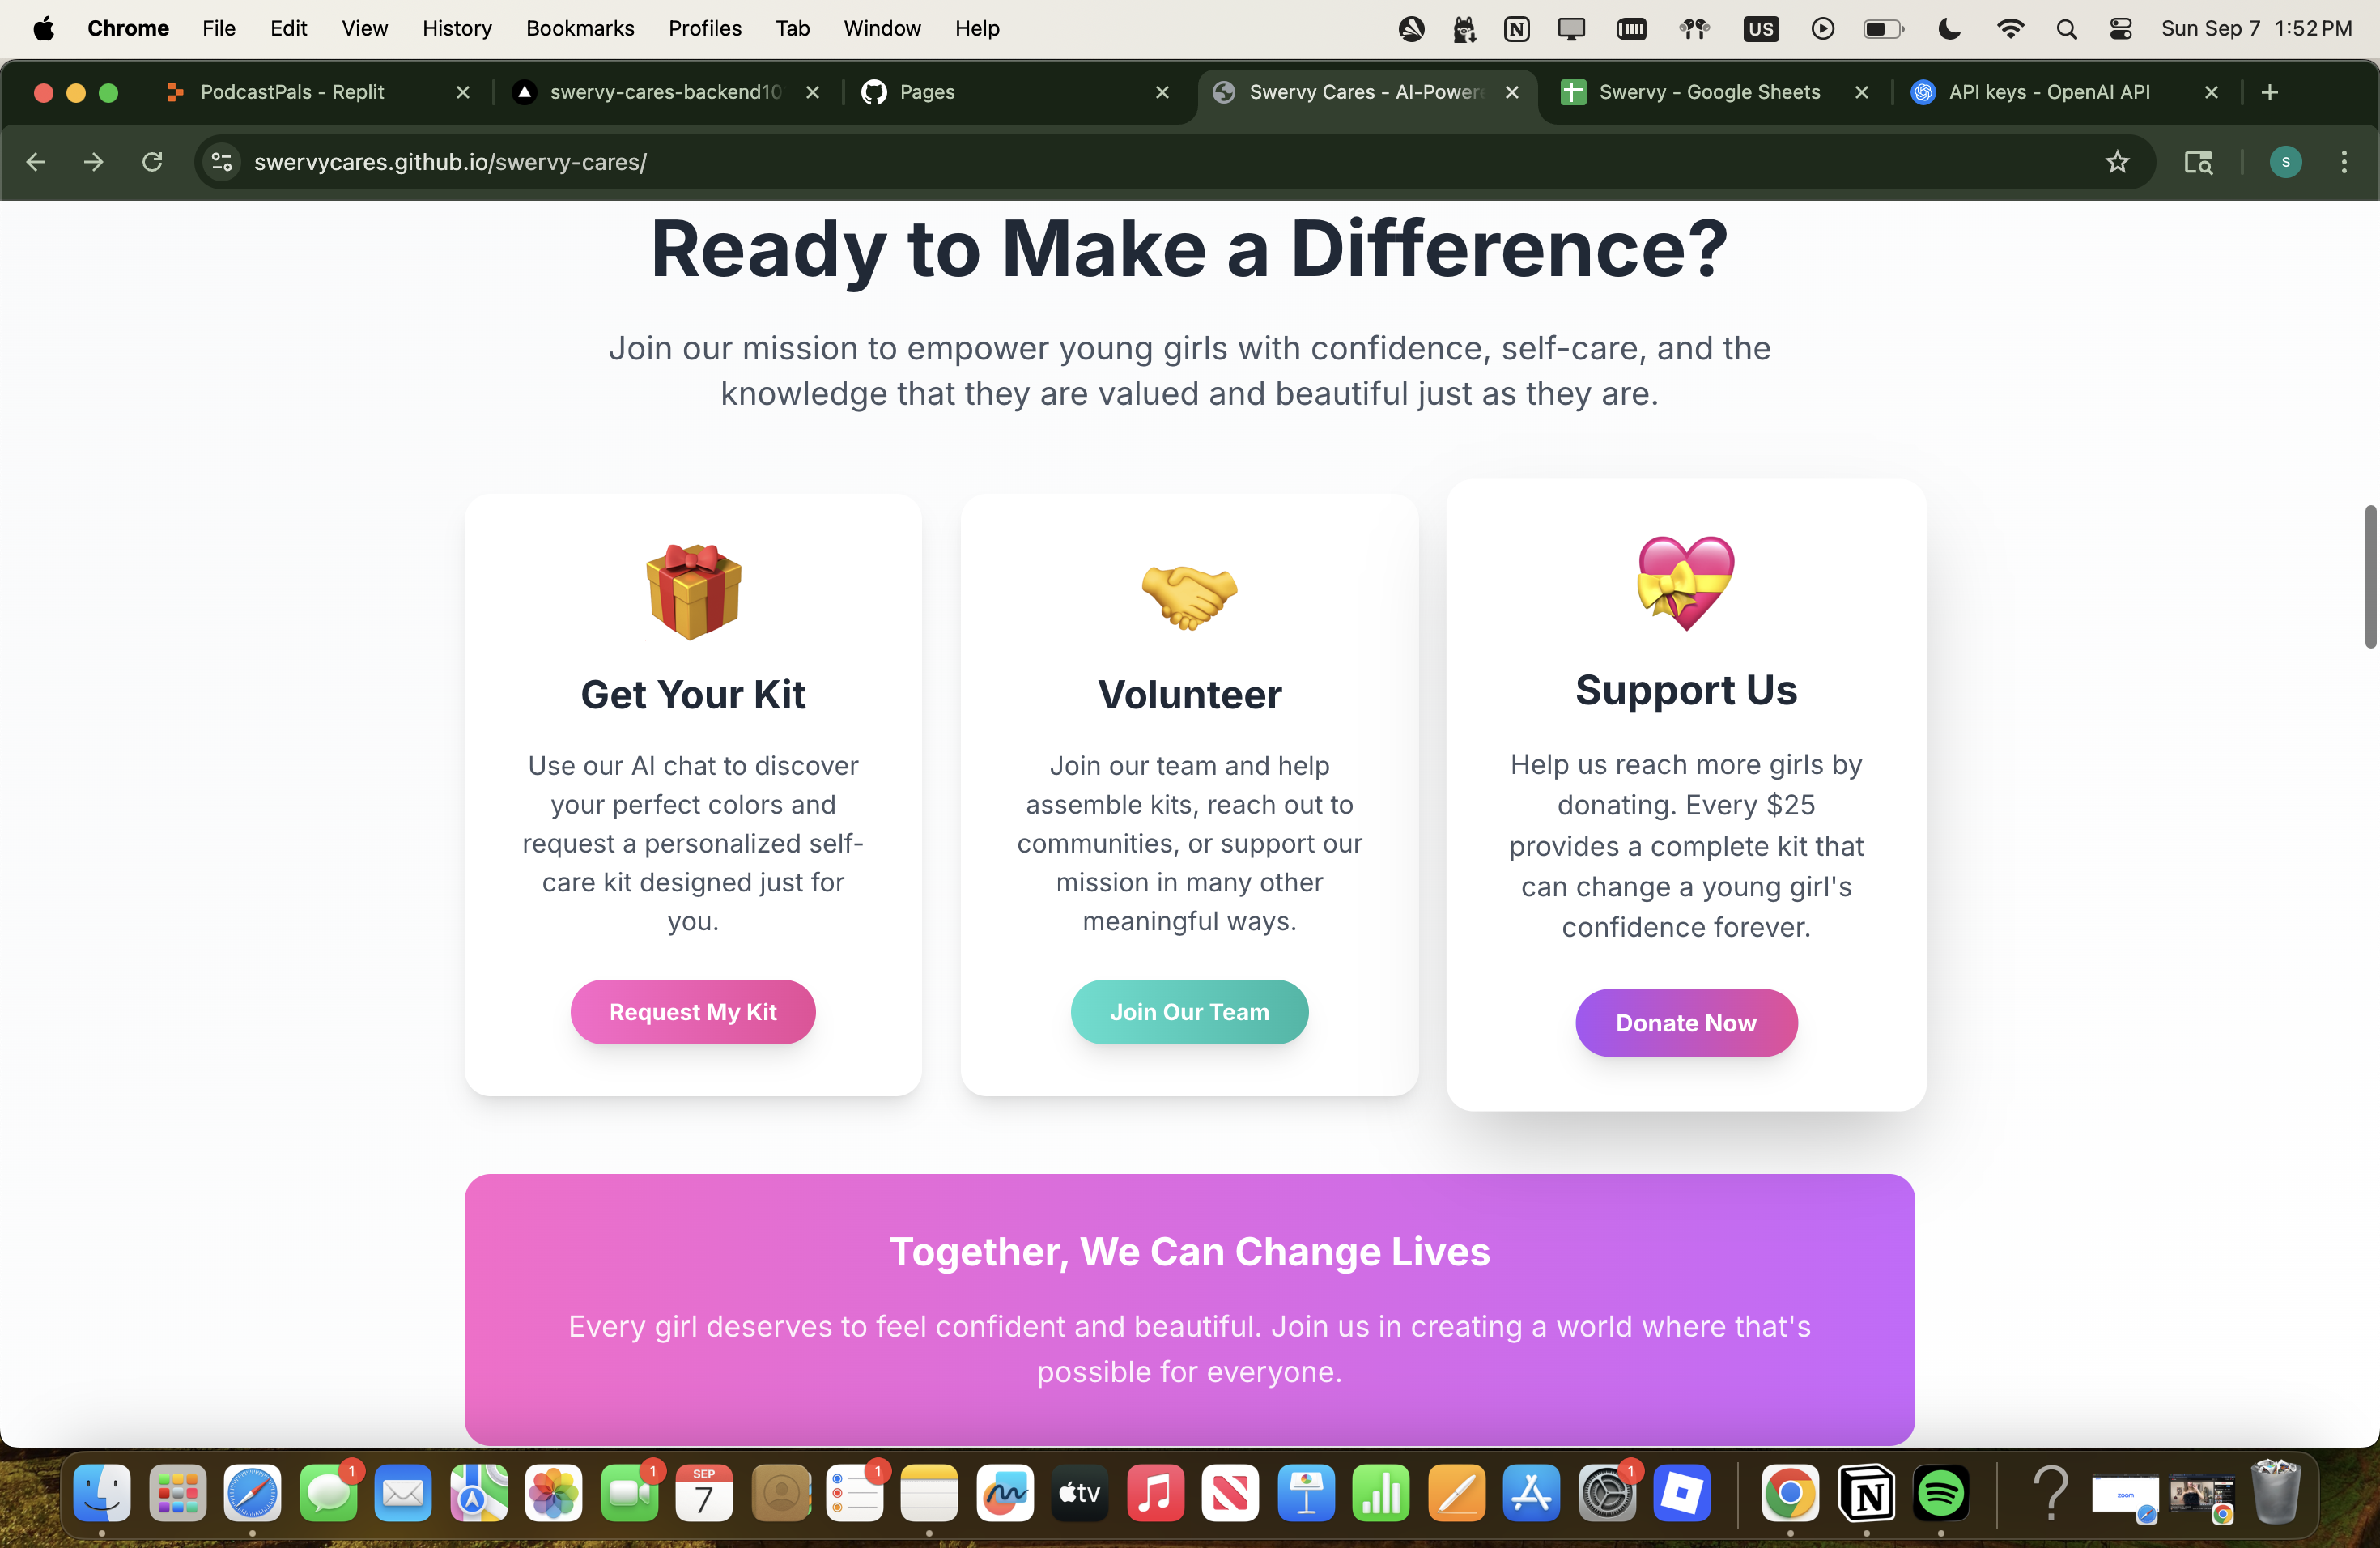 Chrome File Edit View History Bookmarks Profiles Tab Window Help US Sun Sep 7 1:52 PM
PodcastPals - Replit swervy-cares-backend10 Pages Swervy Cares - AI-Power Swervy - Google Sheets API keys - OpenAI API
swervycares.github.io/swervy-cares/ S
Ready to Make a Difference?
Join our mission to empower young girls with confidence, self-care, and the
knowledge that they are valued and beautiful just as they are.
Get Your Kit
Use our AI chat to discover
your perfect colors and
request a personalized self-
care kit designed just for
you.
Request My Kit
Volunteer
Join our team and help
assemble kits, reach out to
communities, or support our
mission in many other
meaningful ways.
Join Our Team
Support Us
Help us reach more girls by
donating. Every $25
provides a complete kit that
can change a young girl's
confidence forever.
Donate Now
Together, We Can Change Lives
Every girl deserves to feel confident and beautiful. Join us in creating a world where that's
possible for everyone.
1 1 SEP 7 1 tv 1 zoom